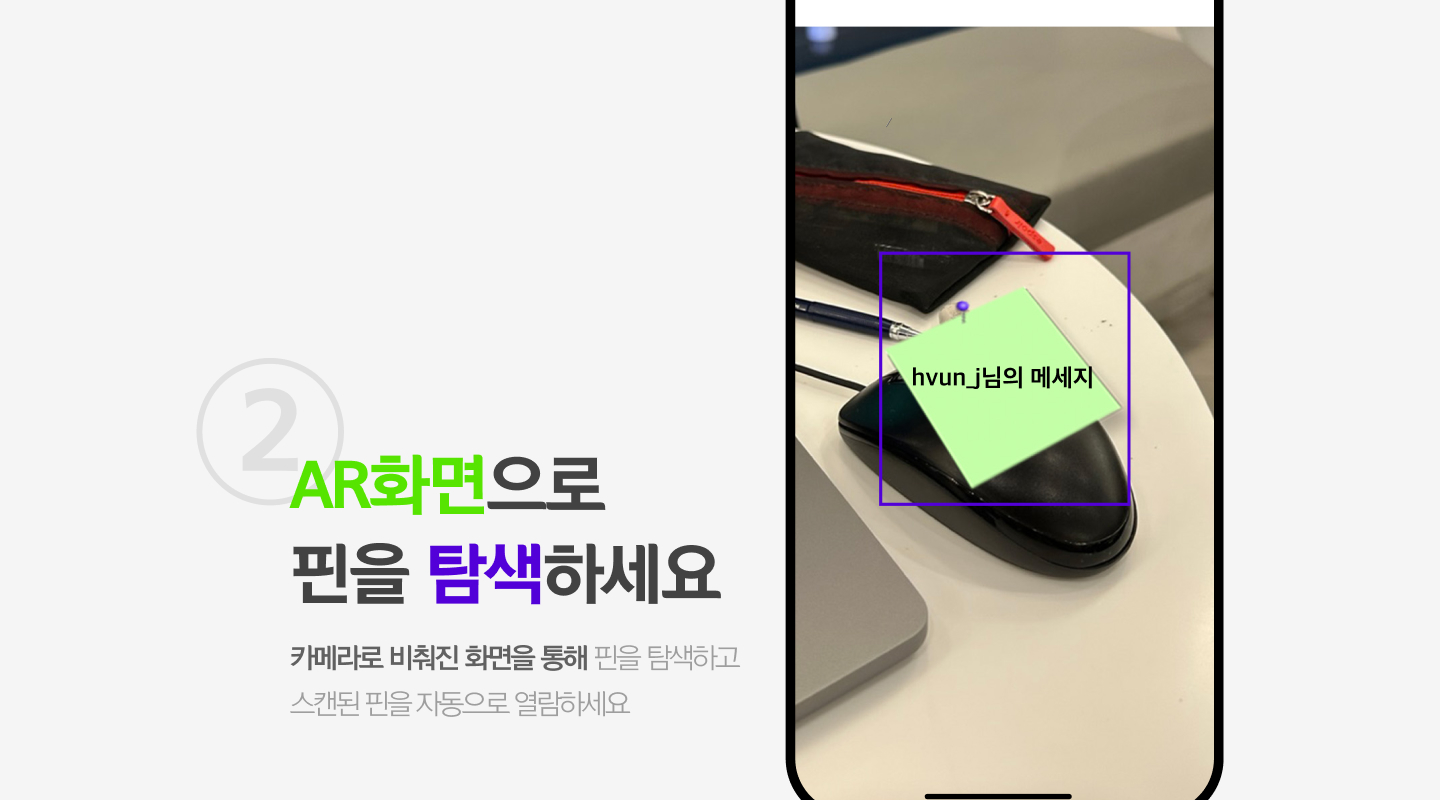 2
AR화면으로
핀을 탐색하세요
카메라로 비춰진 화면을 통해 핀을 탐색하고
스캔된 핀을 자동으로 열람하세요
hvun_j님의 메세지